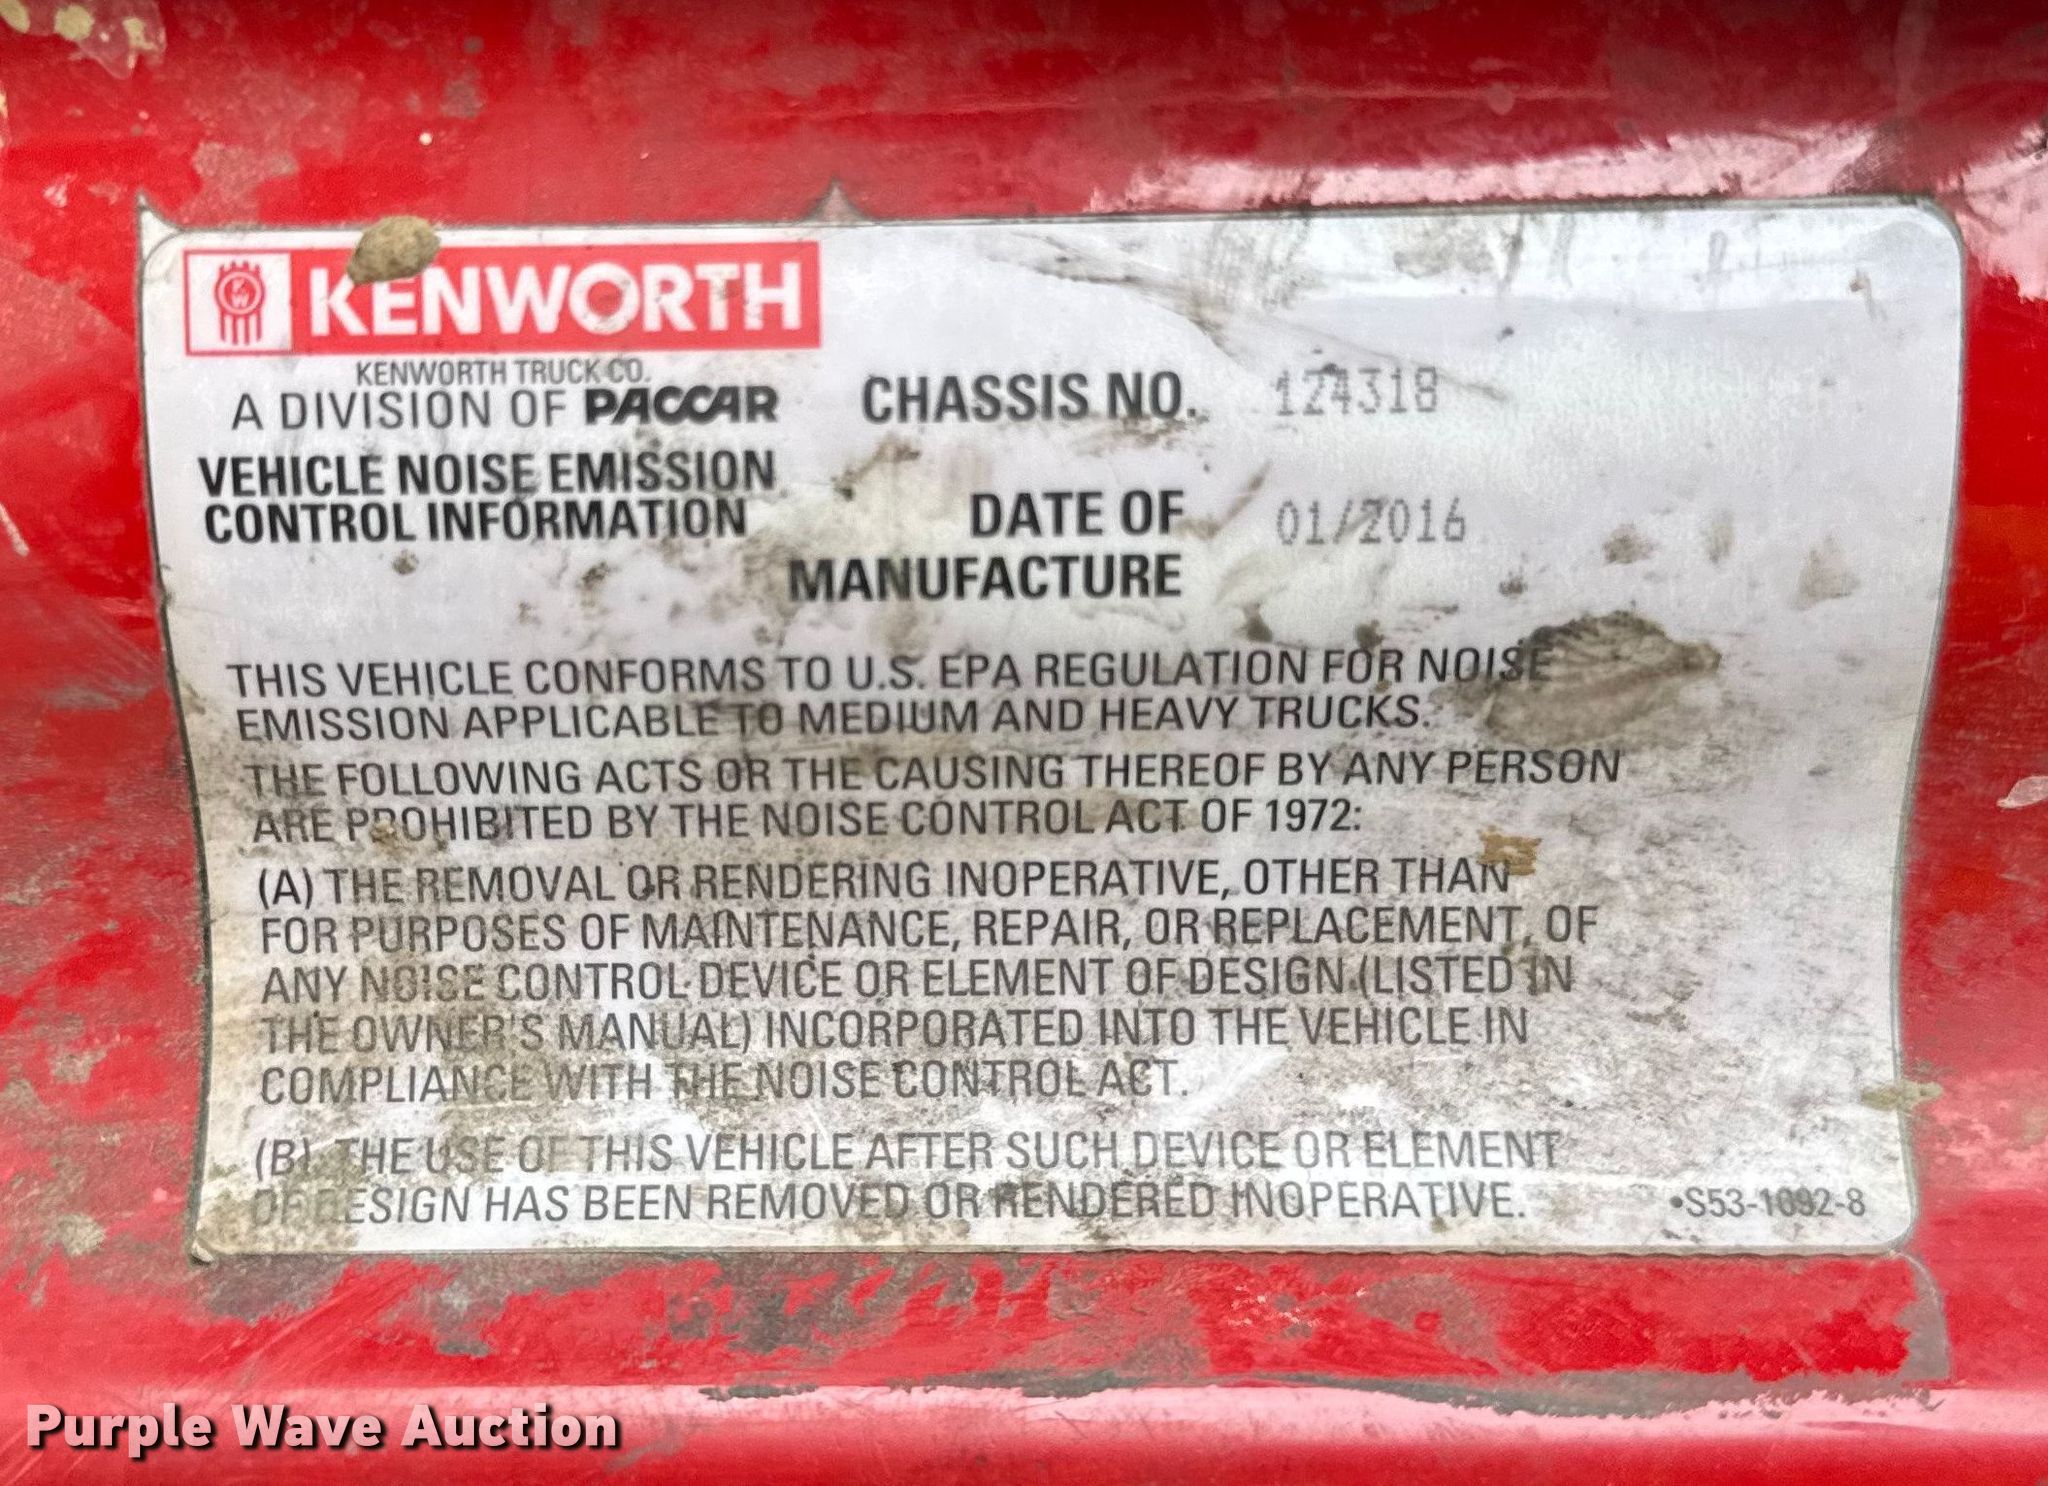 KENWORTH
KENWORTH TRUCK CO.
A DIVISION OF PACCAR
VEHICLE NOISE EMISSION
CONTROL INFORMATION
CHASSIS NO. 124318
DATE OF
MANUFACTURE
01/2016
THIS VEHICLE CONFORMS TO U.S. EPA REGULATION FOR NOISE
EMISSION APPLICABLE TO MEDIUM AND HEAVY TRUCKS.
THE FOLLOWING ACTS OR THE CAUSING THEREOF BY ANY PERSON
ARE PROHIBITED BY THE NOISE CONTROL ACT OF 1972:
(A) THE REMOVAL OR RENDERING INOPERATIVE, OTHER THAN
FOR PURPOSES OF MAINTENANCE, REPAIR, OR REPLACEMENT, OF
ANY NOISE CONTROL DEVICE OR ELEMENT OF DESIGN (LISTED IN
THE OWNER'S MANUAL) INCORPORATED INTO THE VEHICLE IN
COMPLIANCE WITH THE NOISE CONTROL ACT.
(B) THE USE OF THIS VEHICLE AFTER SUCH DEVICE OR ELEMENT
OF DESIGN HAS BEEN REMOVED OR RENDERED INOPERATIVE.
•S53-1092-8
Purple Wave Auction